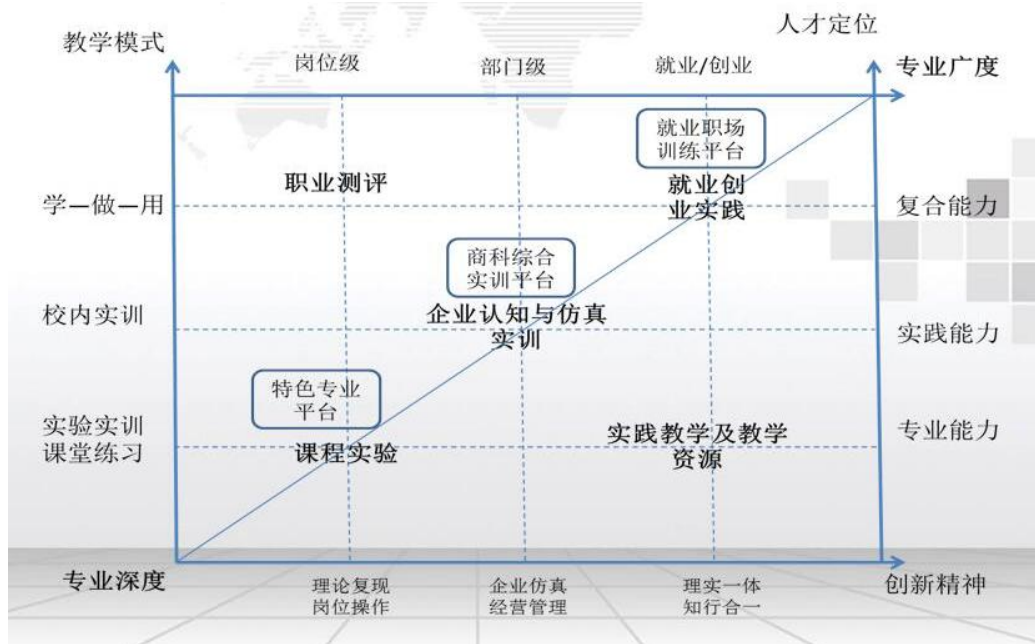 教学模式
人才定位
岗位级
部门级
就业/创业
专业广度
就业职场
训练平台
职业测评
就业创
业实践
学—做—用
复合能力
商科综合
实训平台
校内实训
企业认知与仿真
实训
实践能力
特色专业
平台
实验实训
课堂练习
课程实验
实践教学及教学
资源
专业能力
专业深度
理论复现
岗位操作
企业仿真
经营管理
理实一体
知行合一
创新精神